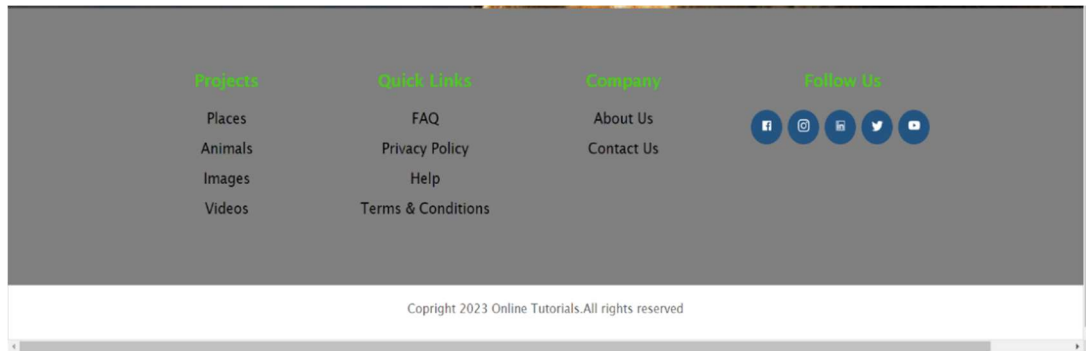 Projects
Places
Animals
Images
Videos
Quick Links
FAQ
Privacy Policy
Help
Terms & Conditions
Company
About Us
Contact Us
Follow Us
Copright 2023 Online Tutorials.All rights reserved